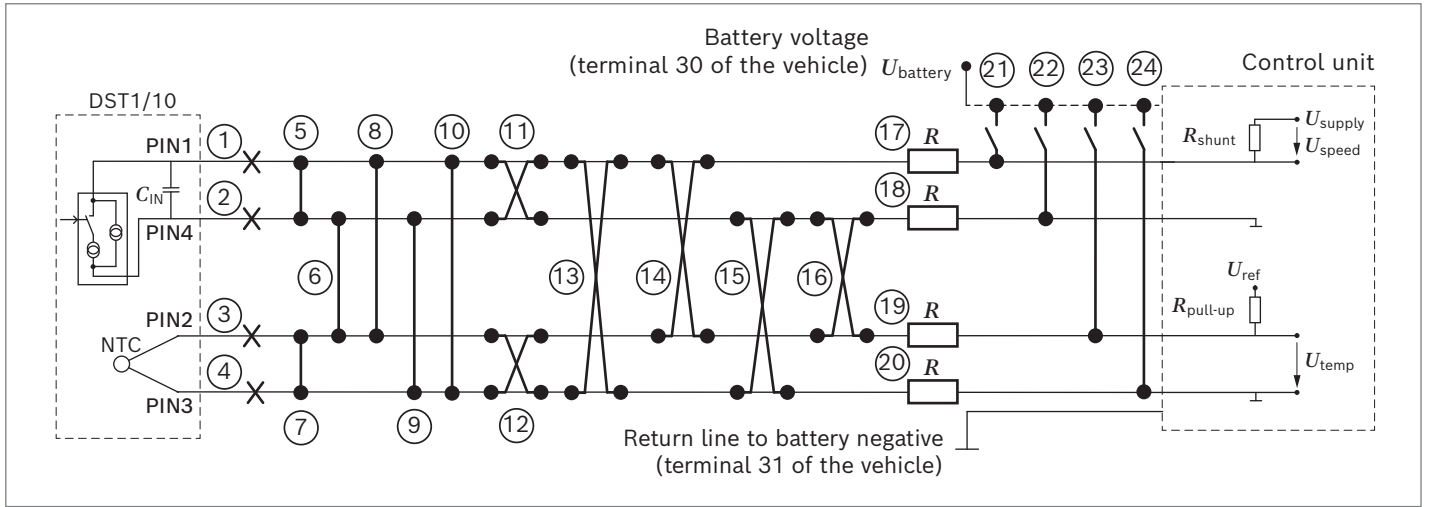 Battery voltage
(terminal 30 of the vehicle) Ubattery
21 22 23 24
Control unit
DST1/10
PIN1 1 5 8 10 11 17 R
Rshunt Usupply
Uspeed
CIN
2 18 R
PIN4
6 13 14 15 16
Uref
PIN2 3 19 R
Rpull-up
NTC
4 20 R
Utemp
PIN3
7 9 12
Return line to battery negative
(terminal 31 of the vehicle)